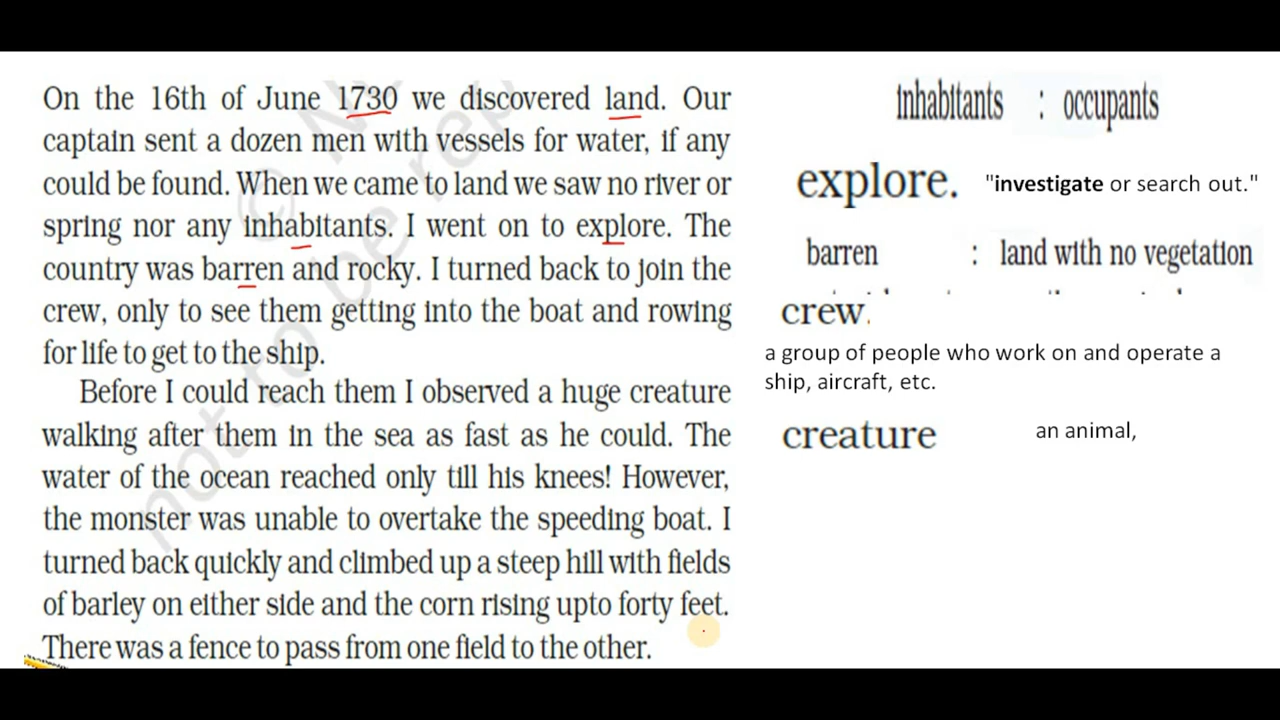 On the 16th of June 1730 we discovered land. Our
captain sent a dozen men with vessels for water, if any
could be found. When we came to land we saw no river or
spring nor any inhabitants. I went on to explore. The
country was barren and rocky. I turned back to join the
crew, only to see them getting into the boat and rowing
for life to get to the ship.
Before I could reach them I observed a huge creature
walking after them in the sea as fast as he could. The
water of the ocean reached only till his knees! However,
the monster was unable to overtake the speeding boat. I
turned back quickly and climbed up a steep hill with fields
of barley on either side and the corn rising upto forty feet.
There was a fence to pass from one field to the other.
inhabitants : occupants
explore. "investigate or search out."
barren : land with no vegetation
crew.
a group of people who work on and operate a
ship, aircraft, etc.
creature an animal,
not to be rep